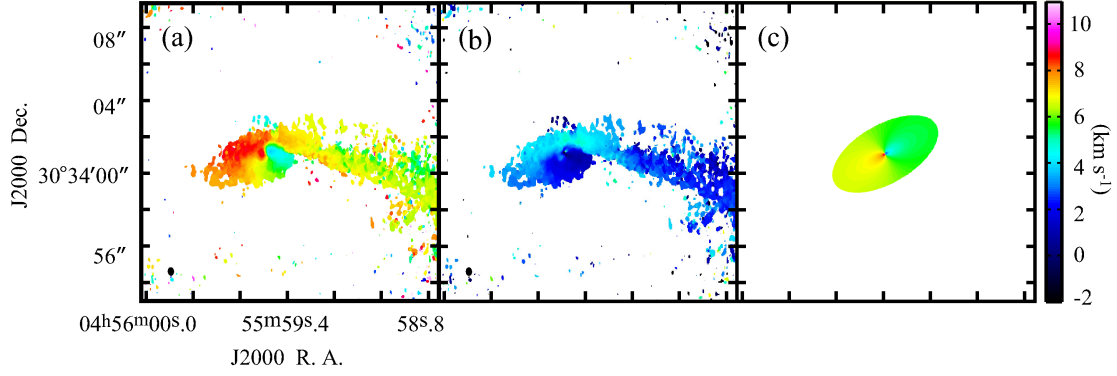 (a) (b) (c)
08″
04″
30°34′00″
56″
J2000 Dec.
04h56m00s.0 55m59s.4 58s.8
J2000 R. A.
10
8
6
4
2
0
-2
(km s-1)